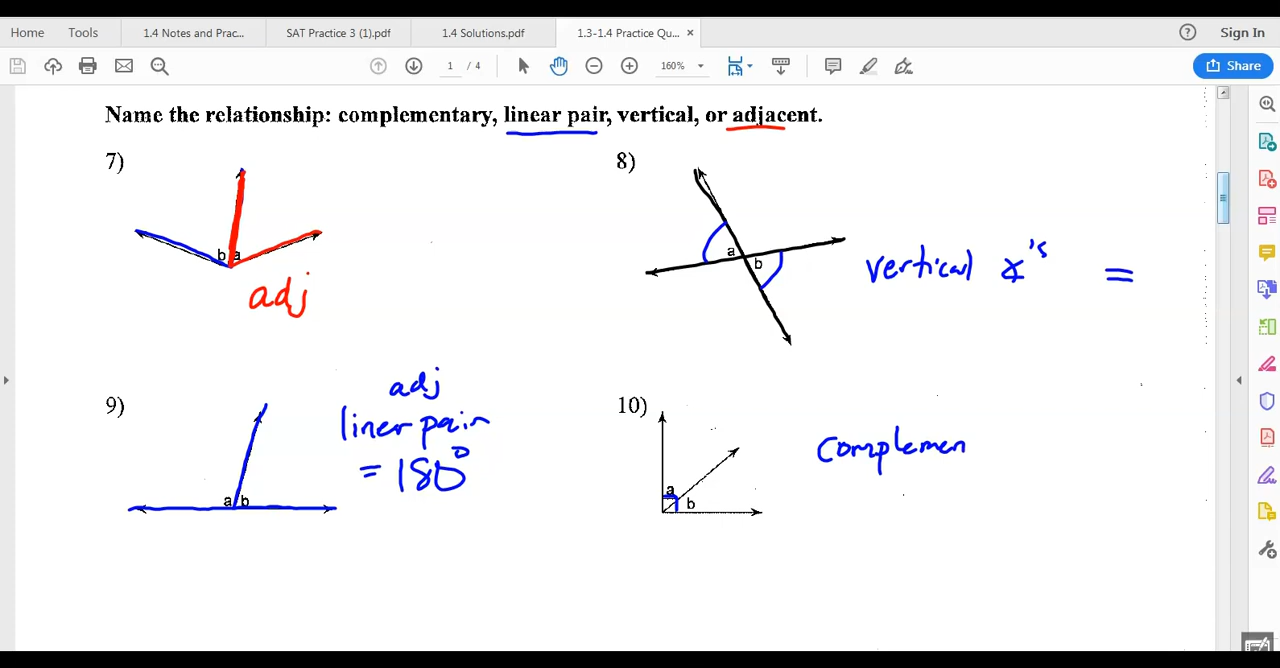 Home Tools 1.4 Notes and Prac... SAT Practice 3 (1).pdf 1.4 Solutions.pdf 1.3-1.4 Practice Qu... × ? Sign In
1 / 4 160% Share
Name the relationship: complementary, linear pair, vertical, or adjacent.
7)
b a
adj
8)
a
b
vertical ∡'s =
9)
a b
adj
liner pair
= 180°
10)
a
b
Complemen